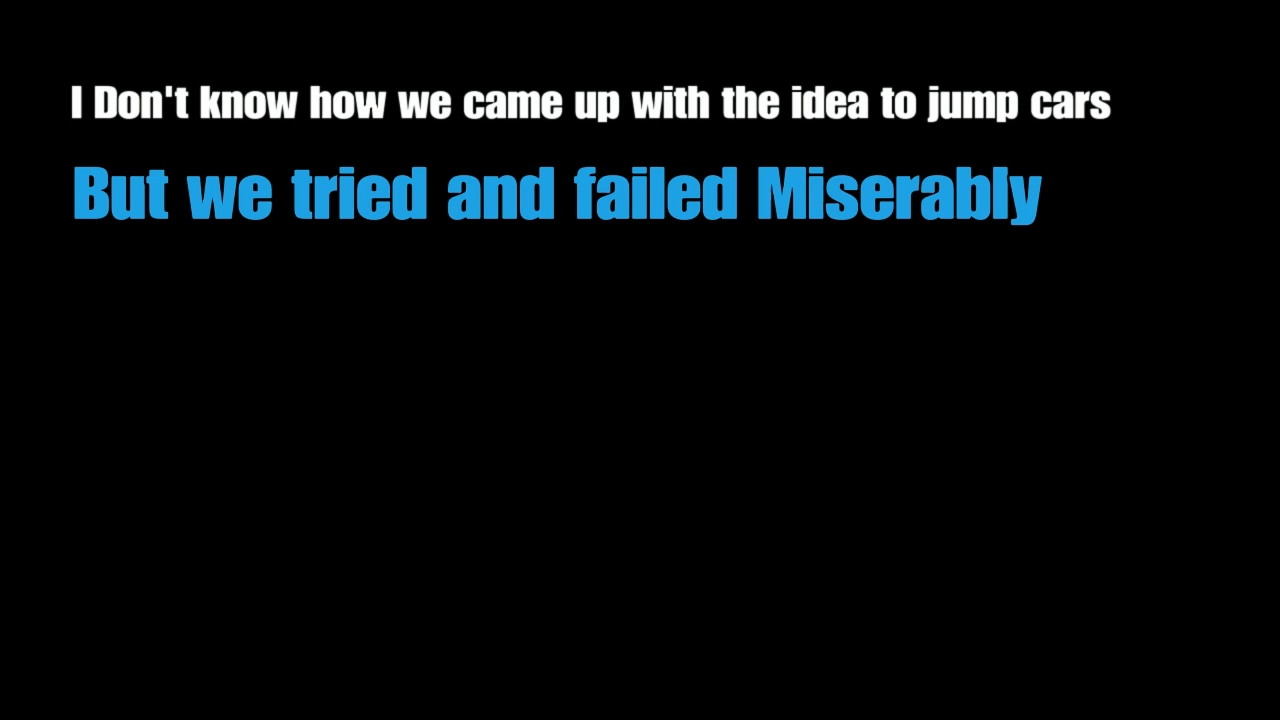 I Don't know how we came up with the idea to jump cars
But we tried and failed Miserably